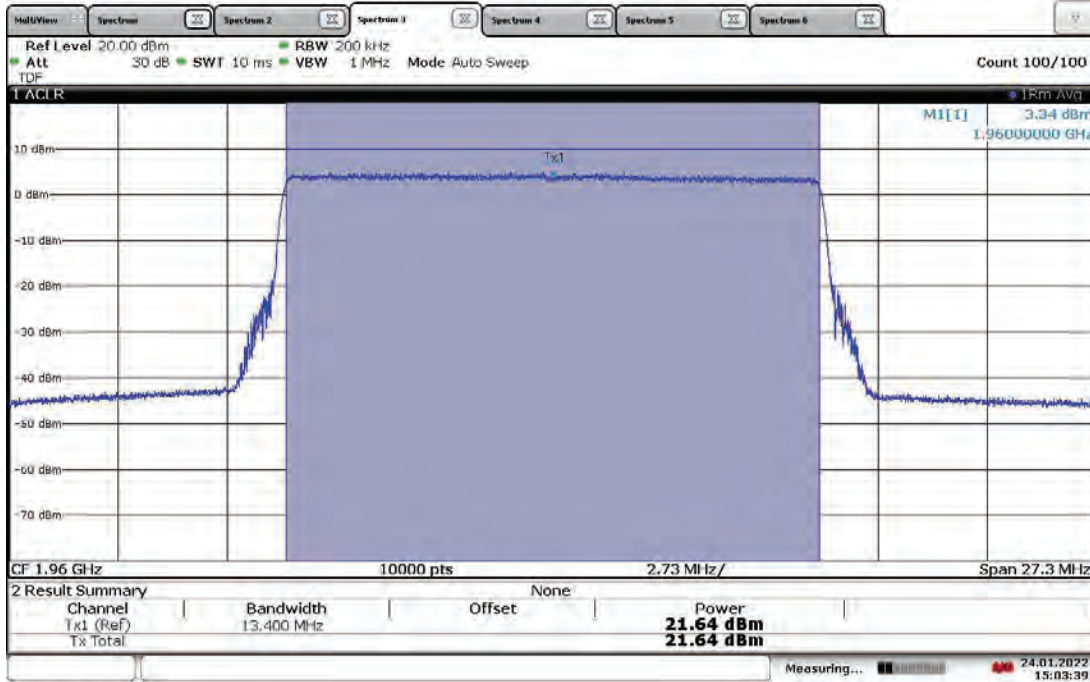 MultiView Spectrum Spectrum 2 Spectrum 3 Spectrum 4 Spectrum 5 Spectrum 6
Ref Level 20.00 dBm RBW 200 kHz
Att 30 dB SWT 10 ms VBW 1 MHz Mode Auto Sweep Count 100/100
TDF
1 ACLR 1Rm Avg
M1[1] 3.34 dBm
1.96000000 GHz
10 dBm
Tx1
0 dBm
-10 dBm
-20 dBm
-30 dBm
-40 dBm
-50 dBm
-60 dBm
-70 dBm
CF 1.96 GHz 10000 pts 2.73 MHz/ Span 27.3 MHz
2 Result Summary None
Channel Bandwidth Offset Power
Tx1 (Ref) 13.400 MHz 21.64 dBm
Tx Total 21.64 dBm
Measuring... 24.01.2022
15:03:39